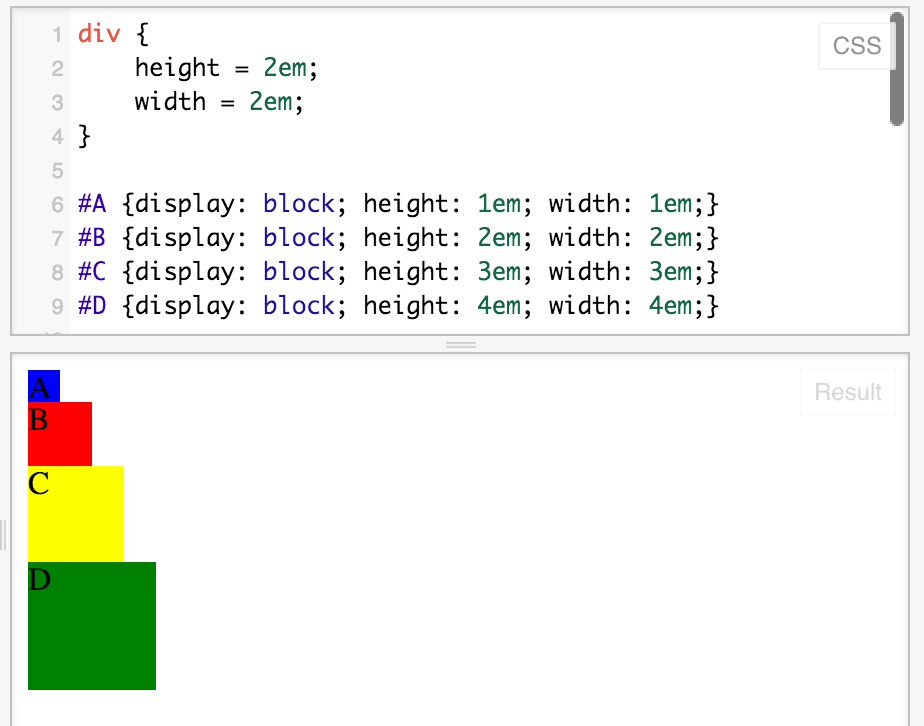 1 div {
CSS
2 height = 2em;
3 width = 2em;
4 }
5
6 #A {display: block; height: 1em; width: 1em;}
7 #B {display: block; height: 2em; width: 2em;}
8 #C {display: block; height: 3em; width: 3em;}
9 #D {display: block; height: 4em; width: 4em;}
A
Result
B
C
D